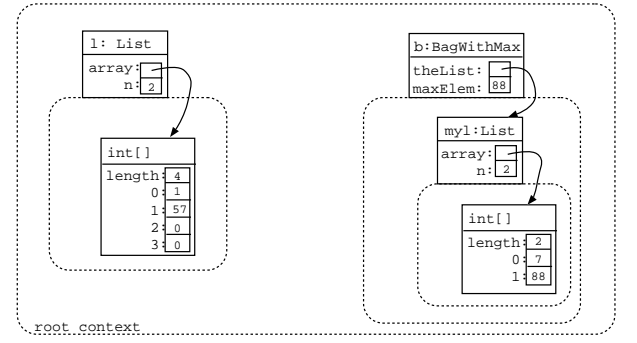 l: List
array:
n: 2
int[]
length: 4
0: 1
1: 57
2: 0
3: 0
b:BagWithMax
theList:
maxElem: 88
myl:List
array:
n: 2
int[]
length: 2
0: 7
1: 88
root context